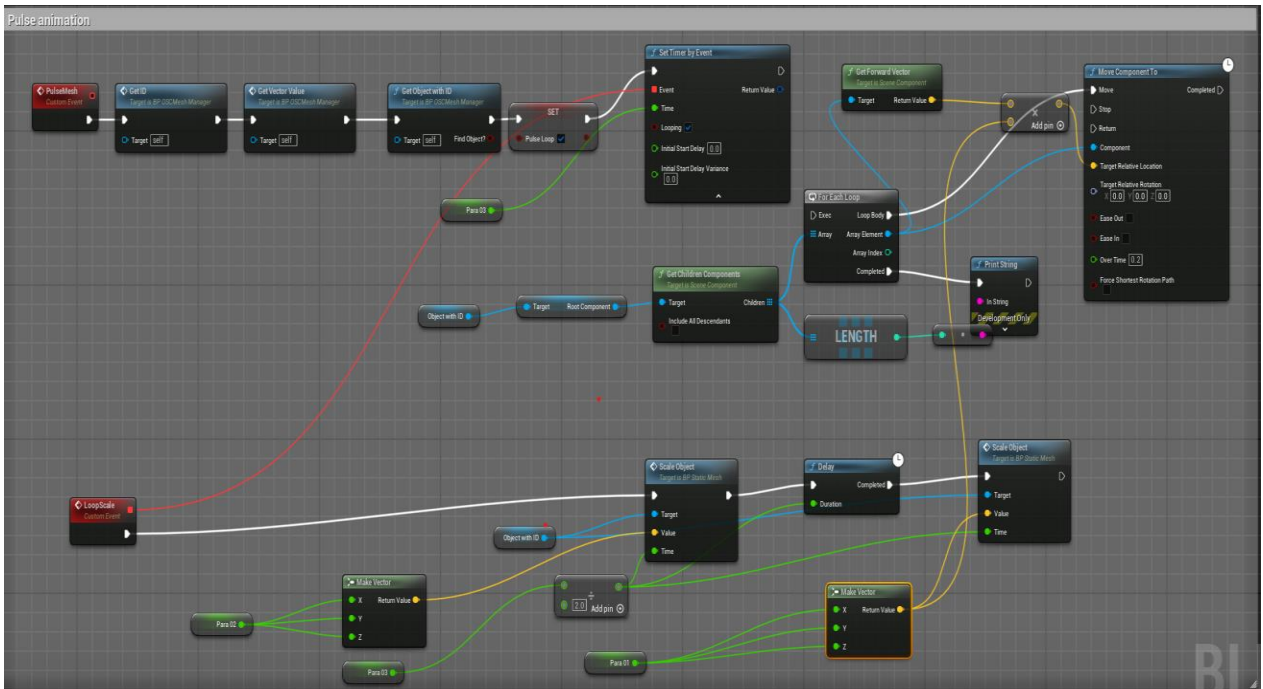 Pulse animation
PulseMesh
Custom Event
Get ID
Target is BP OSCMesh Manager
Target self
Get Vector Value
Target is BP OSCMesh Manager
Target self
Get Object with ID
Target is BP OSCMesh Manager
Target self
Find Object?
SET
Pulse Loop
Set Timer by Event
Event
Return Value
Time
Looping
Initial Start Delay 0.0
Initial Start Delay Variance
0.0
Para 03
Get Forward Vector
Target is Scene Component
Target Return Value
Add pin
Move Component To
Move Completed
Stop
Return
Component
Target Relative Location
Target Relative Rotation
X 0.0 Y 0.0 Z 0.0
Ease Out
Ease In
Over Time 0.2
Force Shortest Rotation Path
For Each Loop
Exec Loop Body
Array Array Element
Array Index
Completed
Print String
In String
Development Only
Get Children Components
Target is Scene Component
Target Children
Include All Descendants
Object with ID
Target Root Component
LENGTH
LoopScale
Custom Event
Scale Object
Target is BP Static Mesh
Target
Value
Time
Delay
Completed
Duration
Scale Object
Target is BP Static Mesh
Target
Value
Time
Object with ID
Make Vector
X Return Value
Y
Z
÷
2.0 Add pin
Para 02
Para 03
Para 01
Make Vector
X Return Value
Y
Z
BL